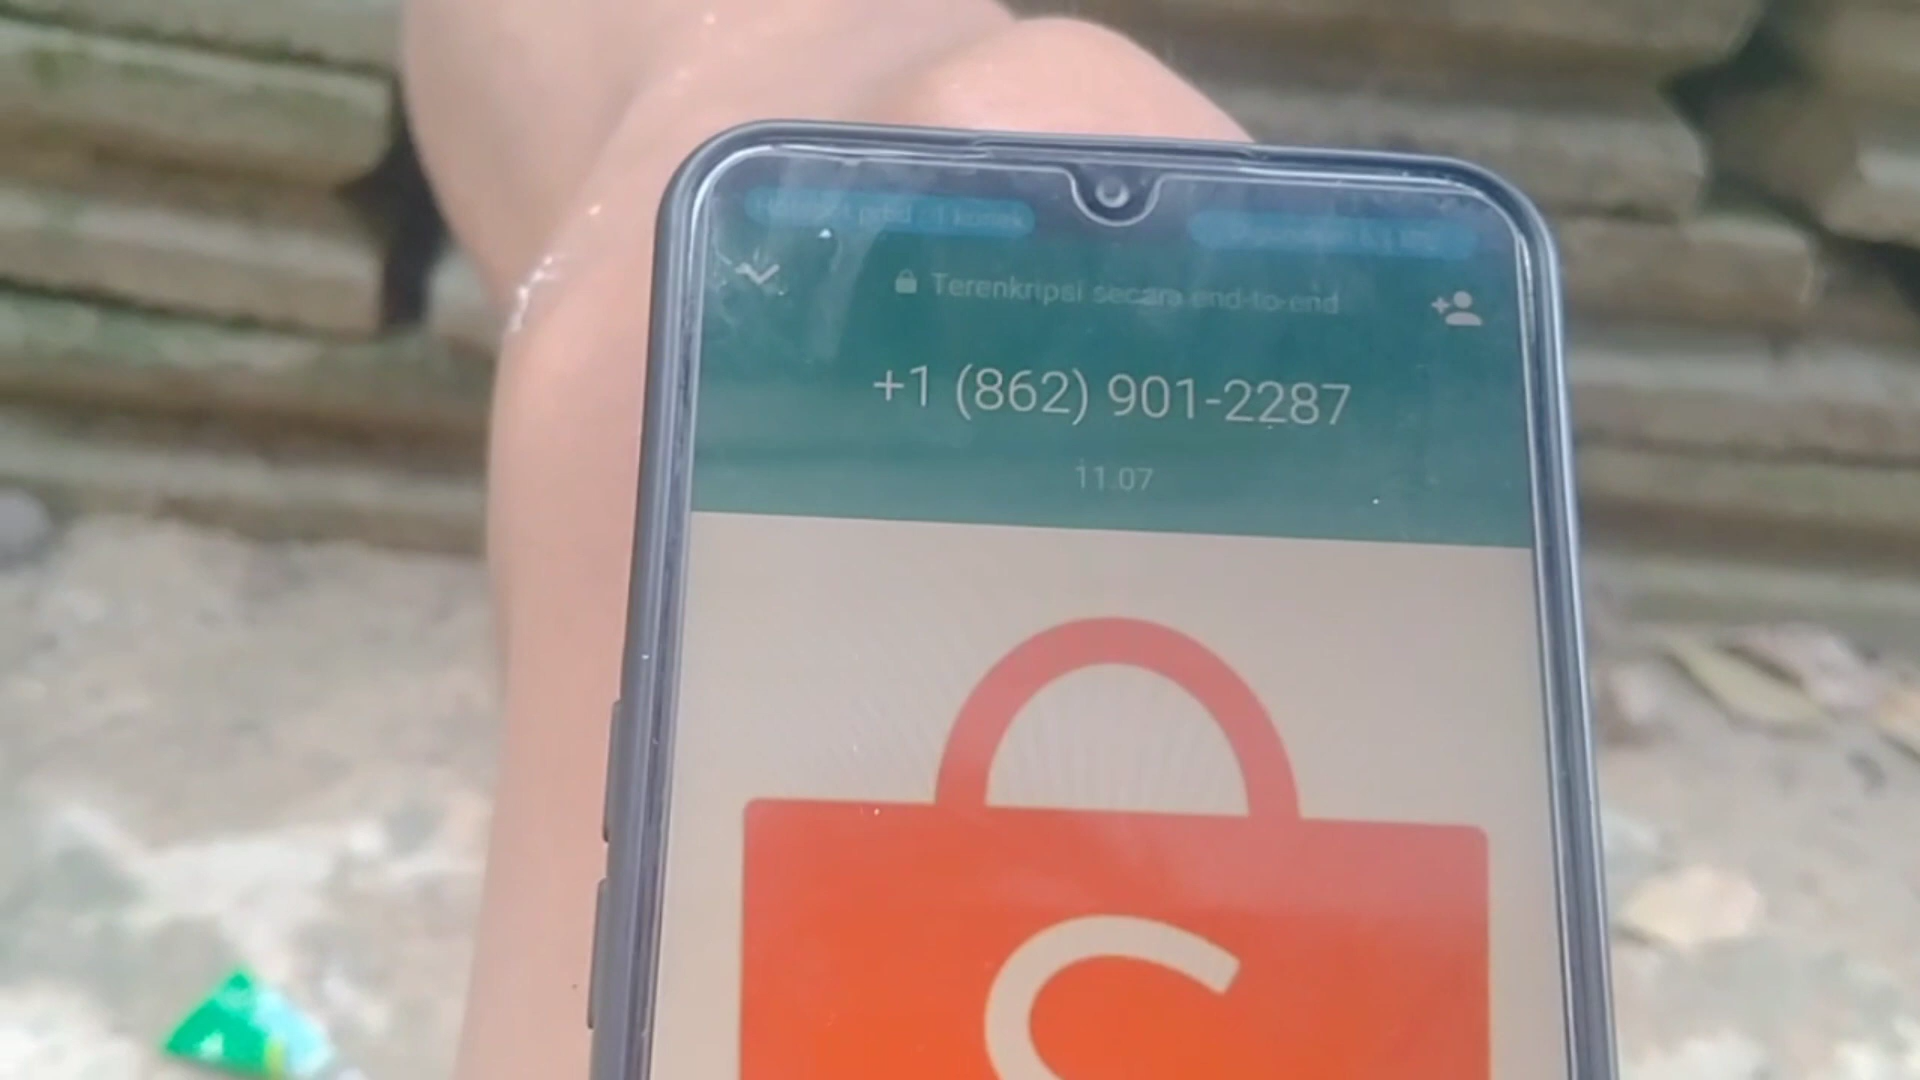 Terenkripsi secara end-to-end
+1 (862) 901-2287
11.07
S